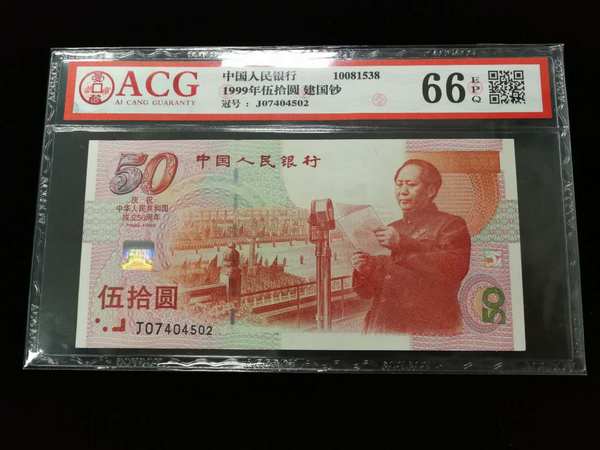 ACG
AI CANG GUARANTY
中国人民银行 10081538
1999年伍拾圆 建国钞
冠号：J07404502
66
EPQ
50
中国人民银行
庆祝
中华人民共和国
成立50周年
伍拾圆
J07404502
50